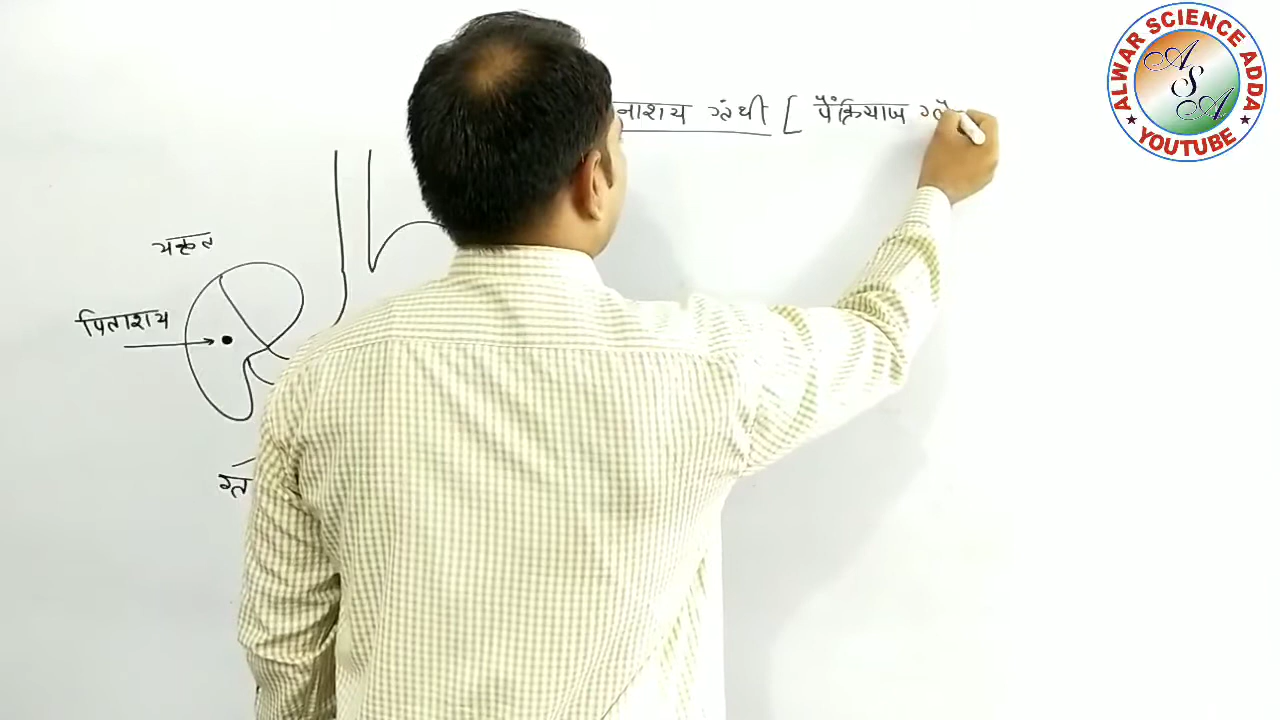 नाशय ग्रंथी [ पैंक्रियाज
यकृत
पिताशय
ALWAR SCIENCE ADDA
ASA
YOUTUBE